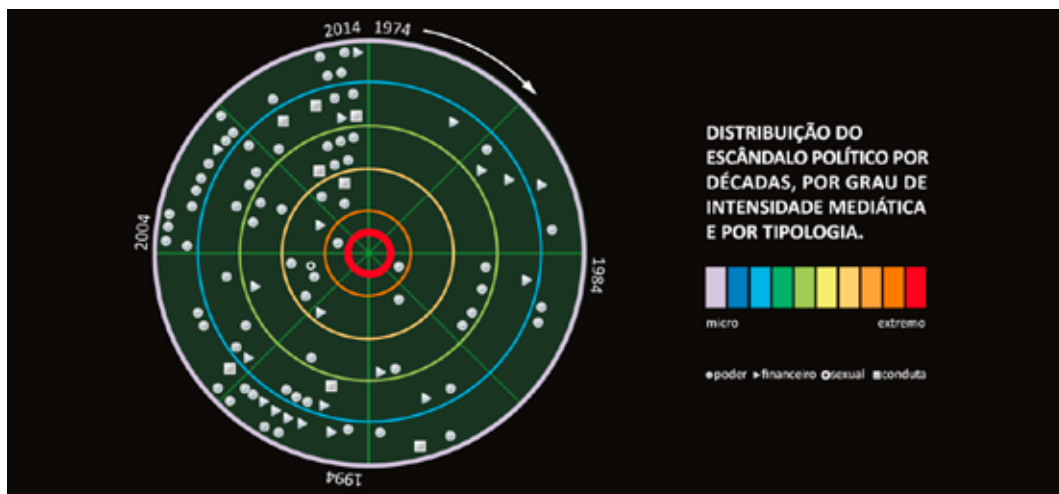 2014 1974
DISTRIBUIÇÃO DO
ESCÂNDALO POLÍTICO POR
DÉCADAS, POR GRAU DE
INTENSIDADE MEDIÁTICA
E POR TIPOLOGIA.
2004
1984
micro extremo
poder financeiro sexual conduta
1994